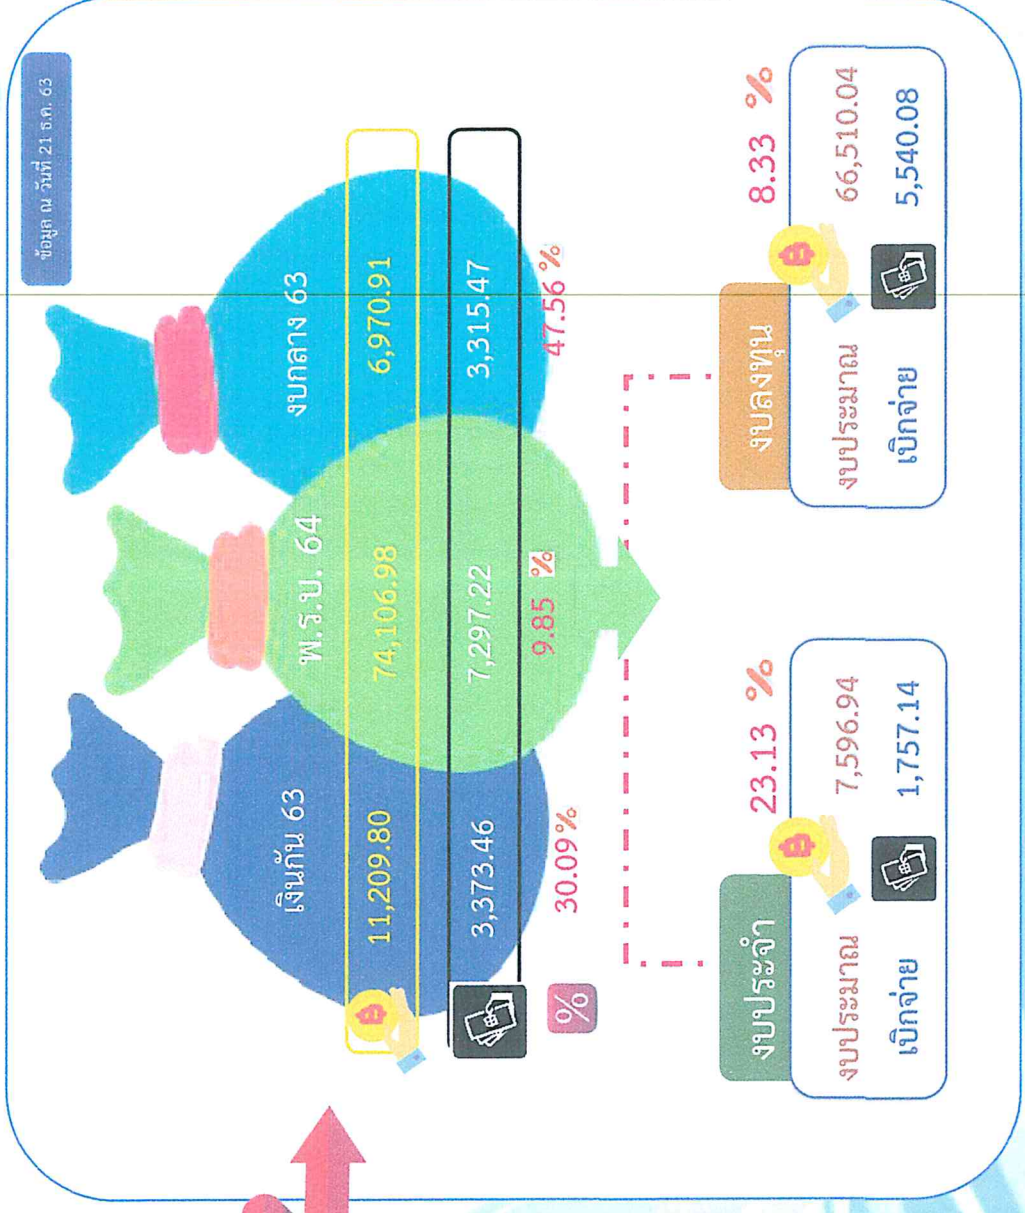 ข้อมูล ณ วันที่ 21 ธ.ค. 63
เงินกัน 63
พ.ร.บ. 64
งบกลาง 63
11,209.80
74,106.98
6,970.91
3,373.46
7,297.22
3,315.47
%
30.09%
9.85 %
47.56 %
งบประจำ
23.13 %
งบประมาณ
7,596.94
เบิกจ่าย
1,757.14
งบลงทุน
8.33 %
งบประมาณ
66,510.04
เบิกจ่าย
5,540.08